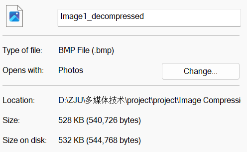 Image1_decompressed
Type of file: BMP File (.bmp)
Opens with: Photos Change...
Location: D:\ZJU\多媒体技术\project\project\Image Compressi
Size: 528 KB (540,726 bytes)
Size on disk: 532 KB (544,768 bytes)